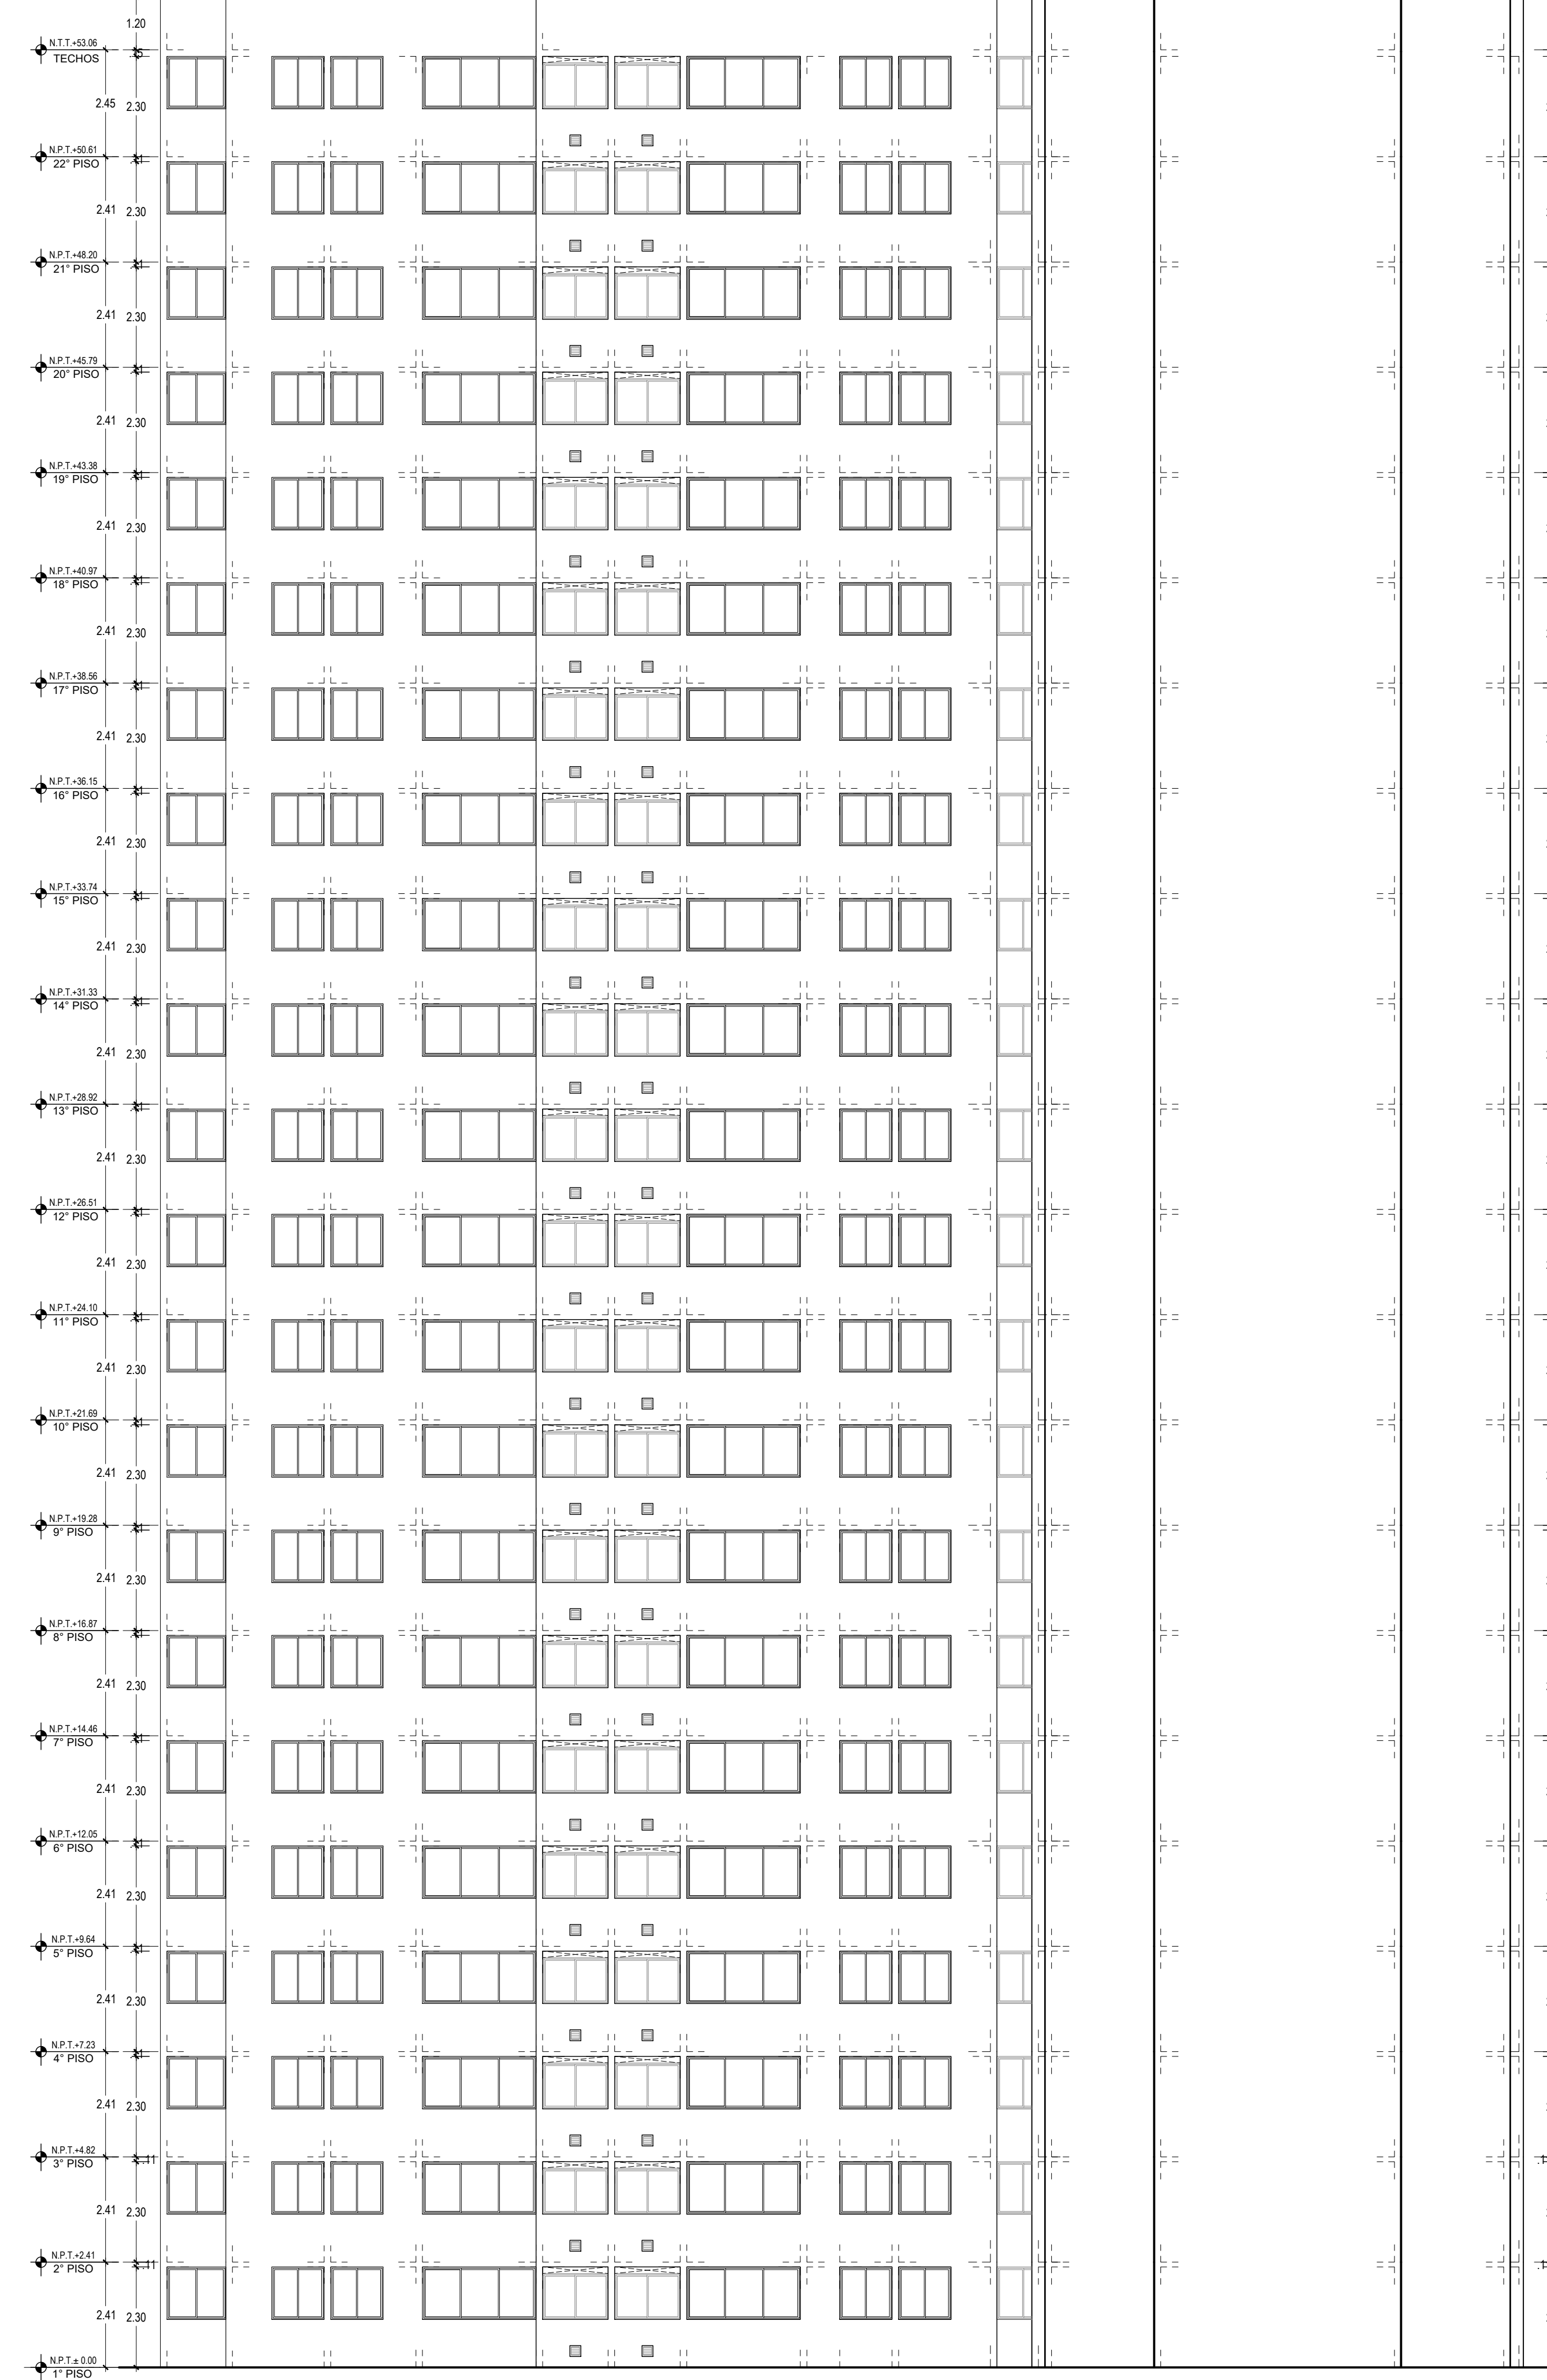 1.20
N.T.T.+53.06
TECHOS
2.45 2.30
N.P.T.+50.61
22° PISO
2.41 2.30
N.P.T.+48.20
21° PISO
2.41 2.30
N.P.T.+45.79
20° PISO
2.41 2.30
N.P.T.+43.38
19° PISO
2.41 2.30
N.P.T.+40.97
18° PISO
2.41 2.30
N.P.T.+38.56
17° PISO
2.41 2.30
N.P.T.+36.15
16° PISO
2.41 2.30
N.P.T.+33.74
15° PISO
2.41 2.30
N.P.T.+31.33
14° PISO
2.41 2.30
N.P.T.+28.92
13° PISO
2.41 2.30
N.P.T.+26.51
12° PISO
2.41 2.30
N.P.T.+24.10
11° PISO
2.41 2.30
N.P.T.+21.69
10° PISO
2.41 2.30
N.P.T.+19.28
9° PISO
2.41 2.30
N.P.T.+16.87
8° PISO
2.41 2.30
N.P.T.+14.46
7° PISO
2.41 2.30
N.P.T.+12.05
6° PISO
2.41 2.30
N.P.T.+9.64
5° PISO
2.41 2.30
N.P.T.+7.23
4° PISO
2.41 2.30
N.P.T.+4.82
3° PISO
.11
2.41 2.30
N.P.T.+2.41
2° PISO
.11
2.41 2.30
N.P.T.± 0.00
1° PISO